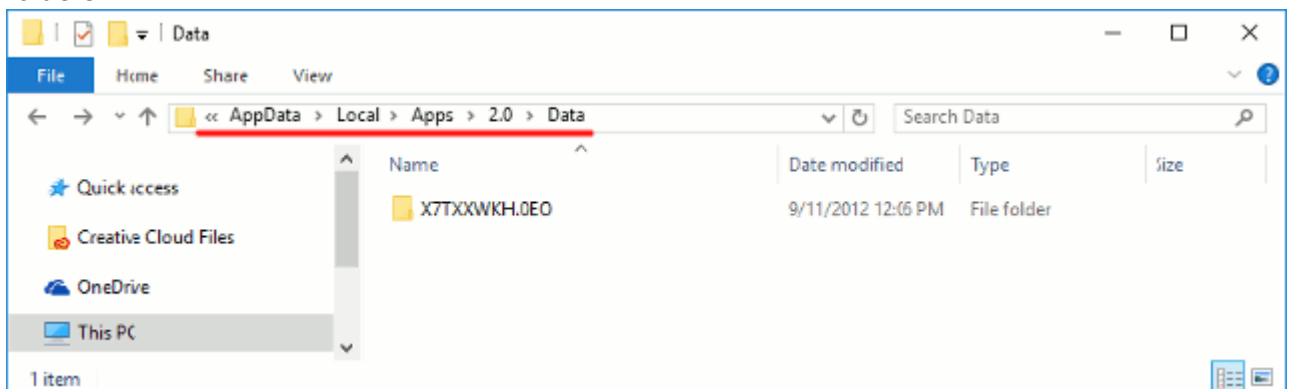 Data
File Home Share View
« AppData > Local > Apps > 2.0 > Data Search Data
Name Date modified Type Size
Quick access
X7TXXWKH.0EO 9/11/2012 12:05 PM File folder
Creative Cloud Files
OneDrive
This PC
1 item